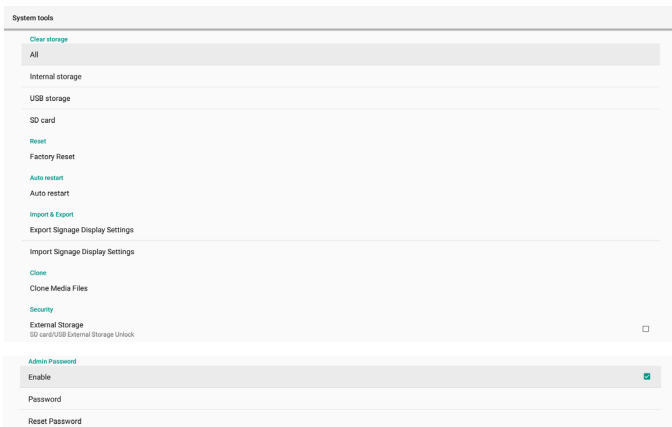 System tools
Clear storage
All
Internal storage
USB storage
SD card
Reset
Factory Reset
Auto restart
Auto restart
Import & Export
Export Signage Display Settings
Import Signage Display Settings
Clone
Clone Media Files
Security
External Storage
SD card/USB External Storage Unlock
Admin Password
Enable
Password
Reset Password